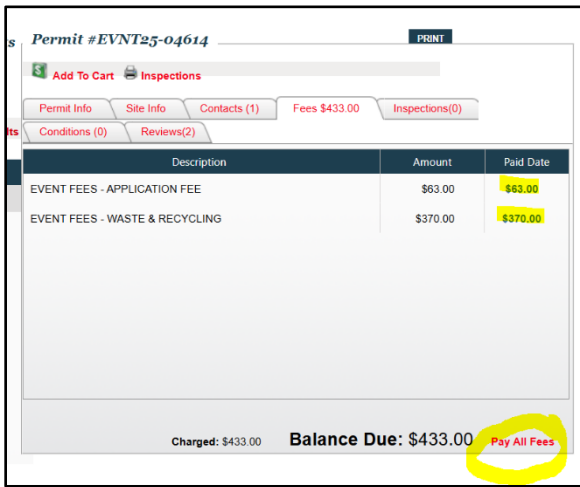 s Permit #EVNT25-04614 PRINT
Add To Cart Inspections
Permit Info Site Info Contacts (1) Fees $433.00 Inspections(0)
lts Conditions (0) Reviews(2)
Description Amount Paid Date
EVENT FEES - APPLICATION FEE $63.00 $63.00
EVENT FEES - WASTE & RECYCLING $370.00 $370.00
Charged: $433.00 Balance Due: $433.00 Pay All Fees